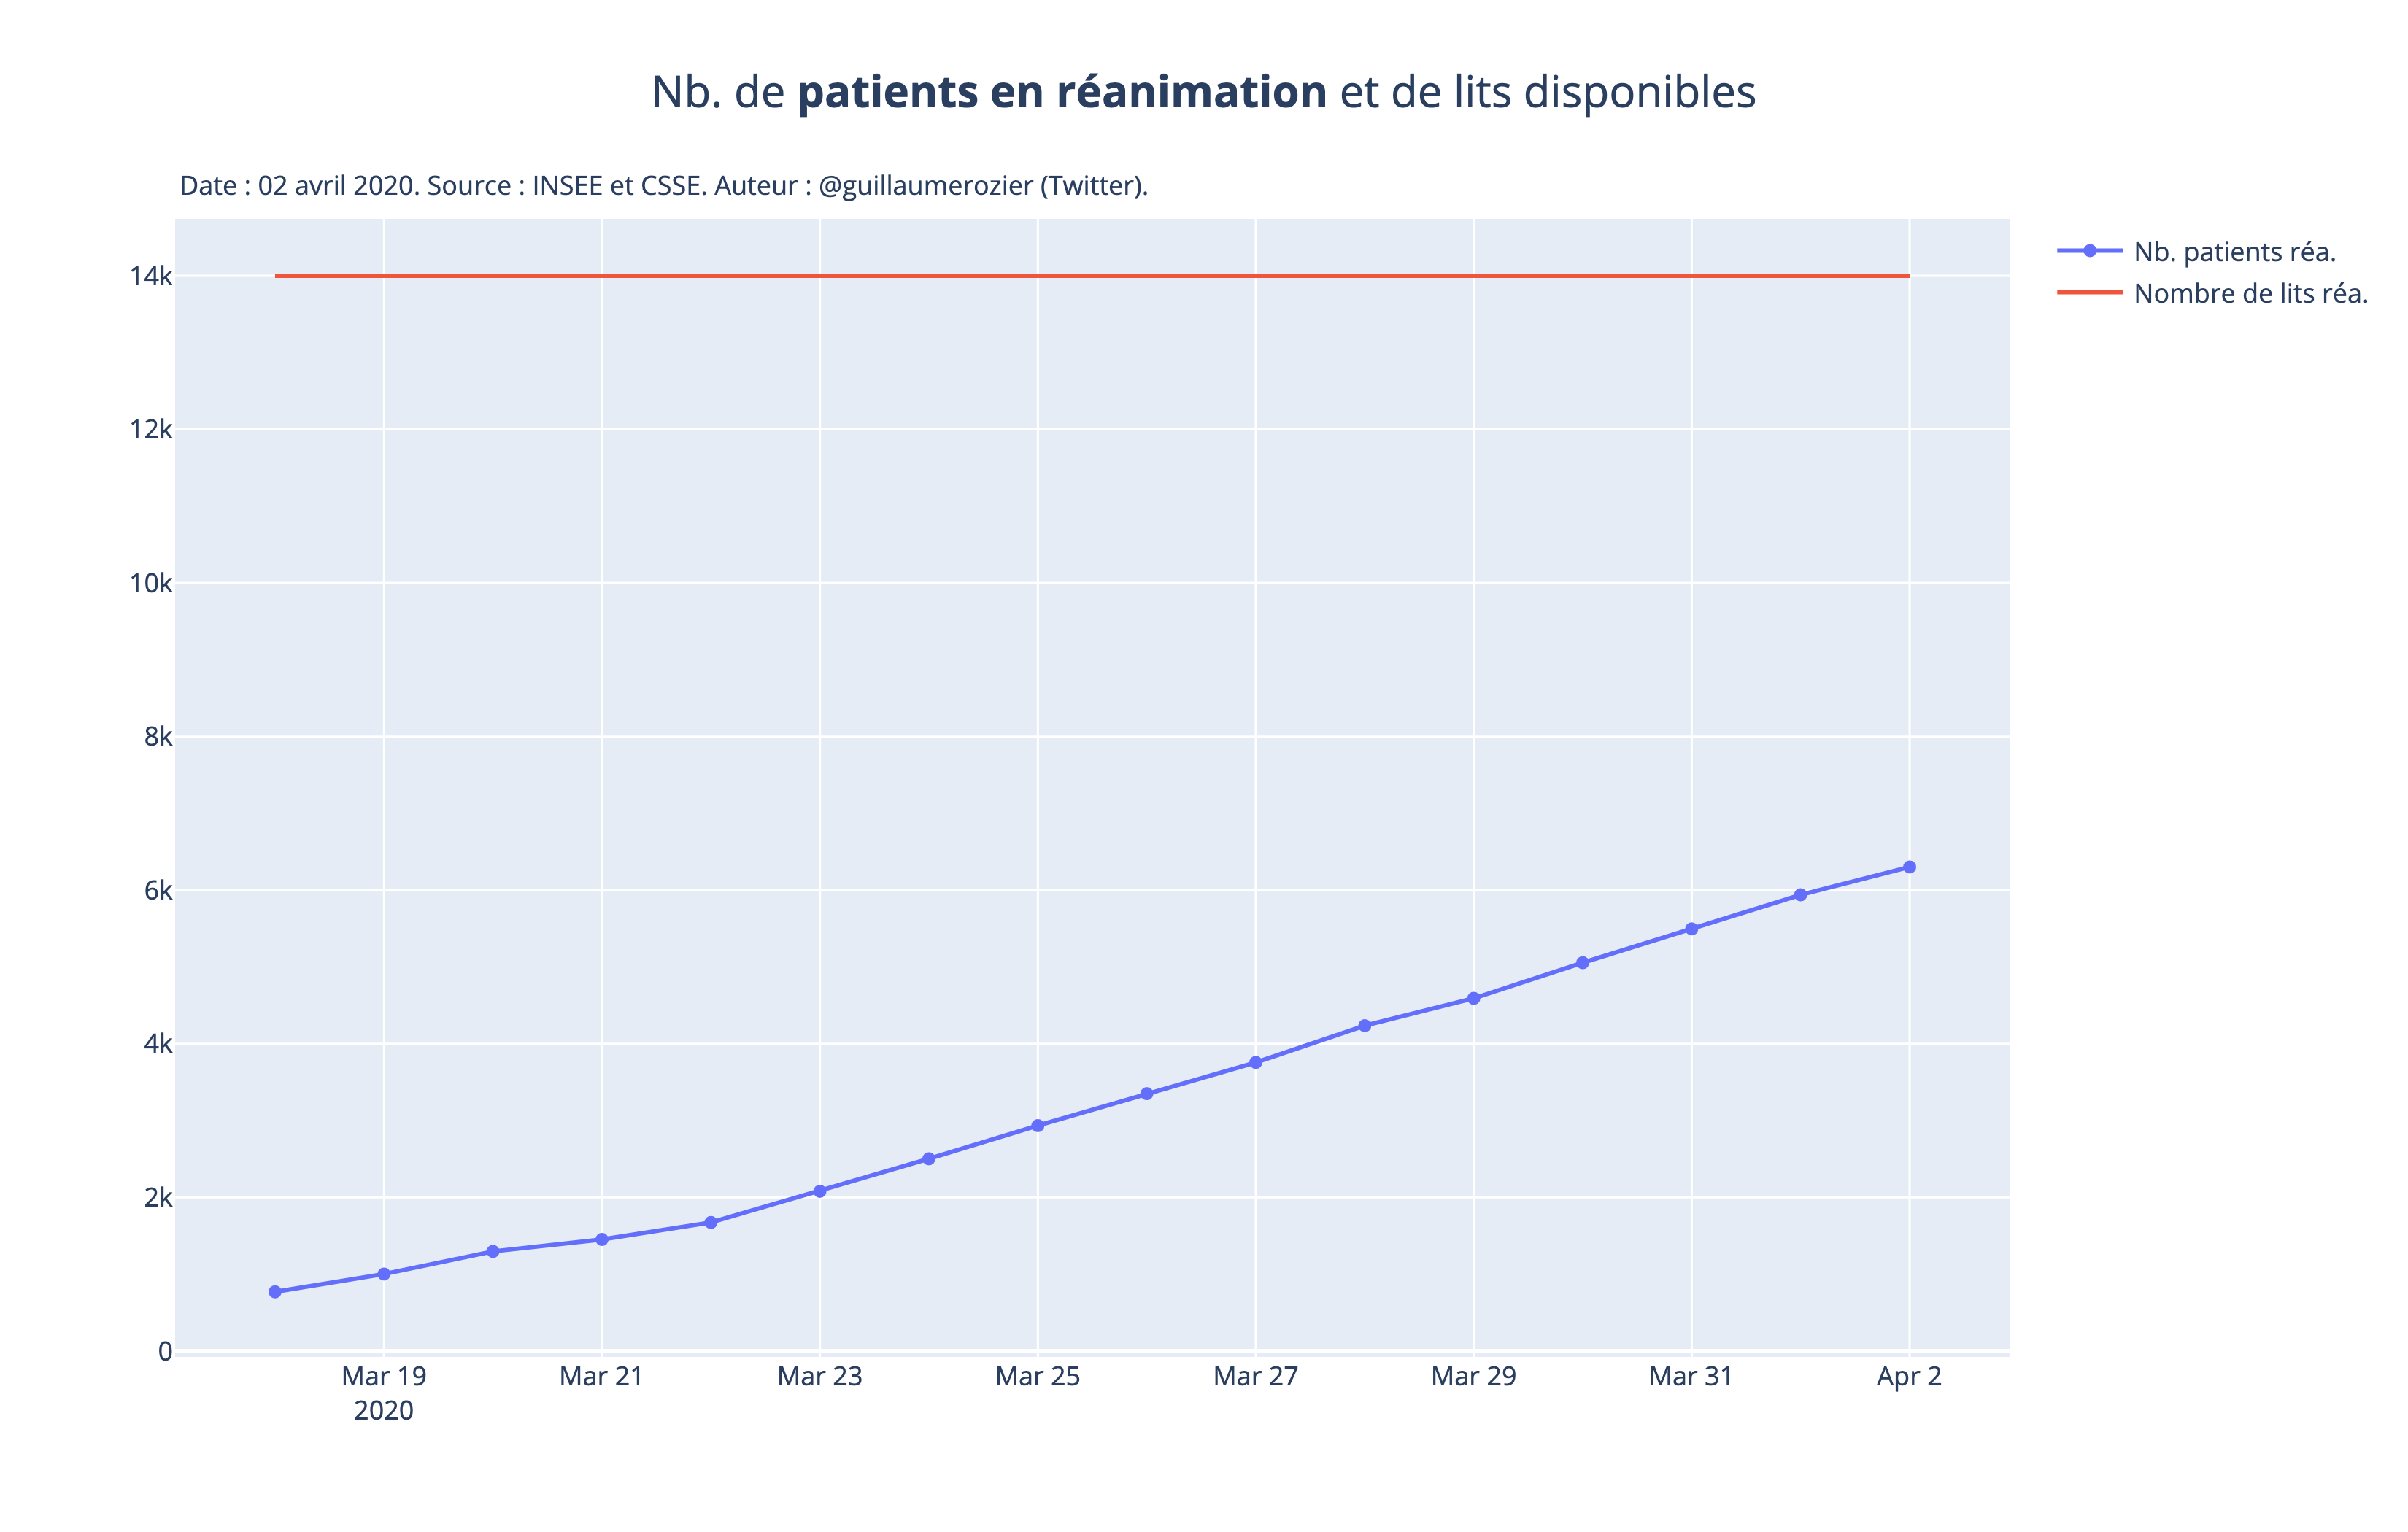 Nb. de patients en réanimation et de lits disponibles
Date : 02 avril 2020. Source : INSEE et CSSE. Auteur : @guillaumerozier (Twitter).
Nb. patients réa.
Nombre de lits réa.
14k
12k
10k
8k
6k
4k
2k
0
Mar 19 Mar 21 Mar 23 Mar 25 Mar 27 Mar 29 Mar 31 Apr 2
2020